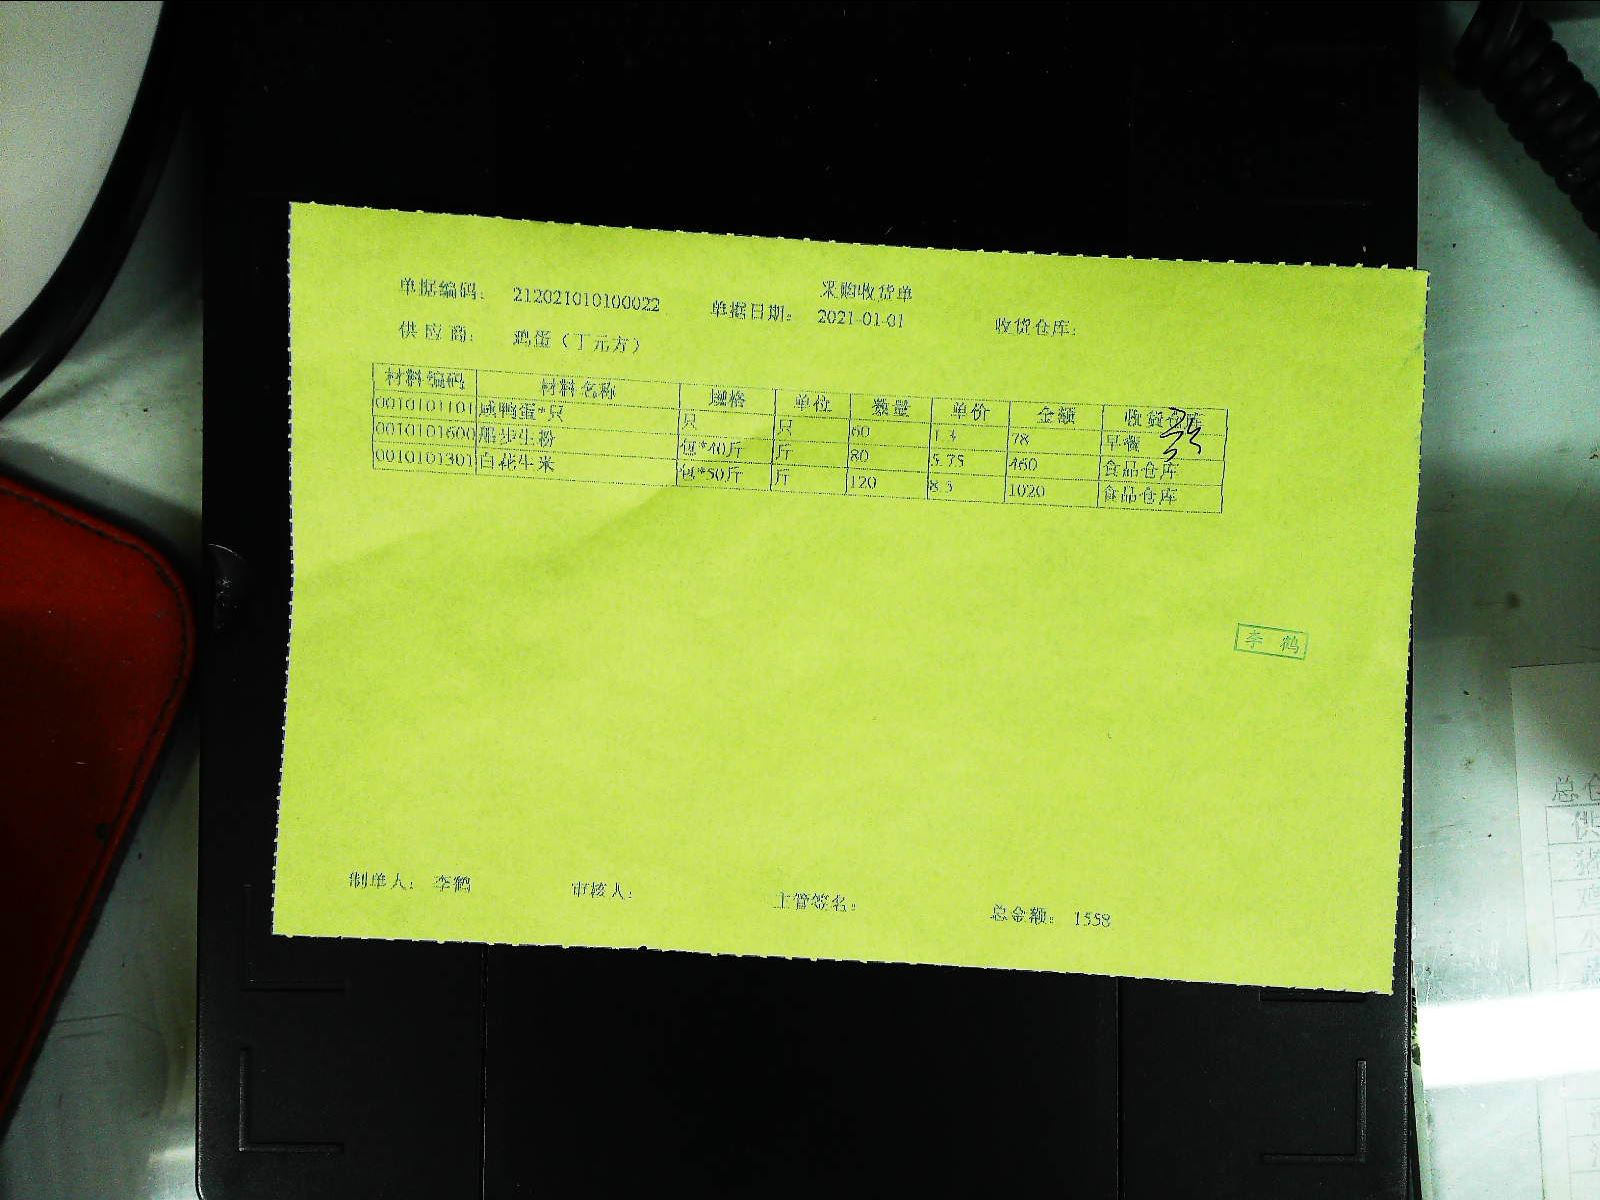 采购收货单
单据编码： 212021010100022 单据日期： 2021-01-01 收货仓库：
供 应 商： 鸡蛋（丁元方）
材料编码 材料名称 规格 单位 数量 单价 金额 收货仓库
0010101101 咸鸭蛋*只 只 只 60 1.3 78 早餐
0010101600 船步生粉 包*40斤 斤 80 5.75 460 食品仓库
0010101301 白花生米 包*50斤 斤 120 8.5 1020 食品仓库
李 鹤
制单人： 李鹤 审核人： 主管签名： 总金额： 1558
总仓
供
鸡